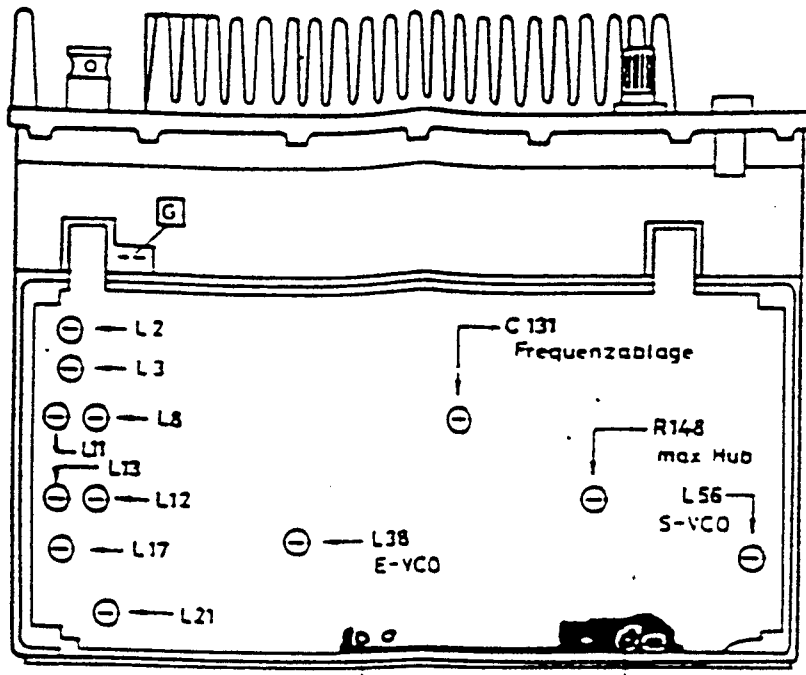 G
L2
L3
L8
L11
L13
L12
L17
L21
L38
E-VCO
C 131
Frequenzablage
R148
max Hub
L56
S-VCO